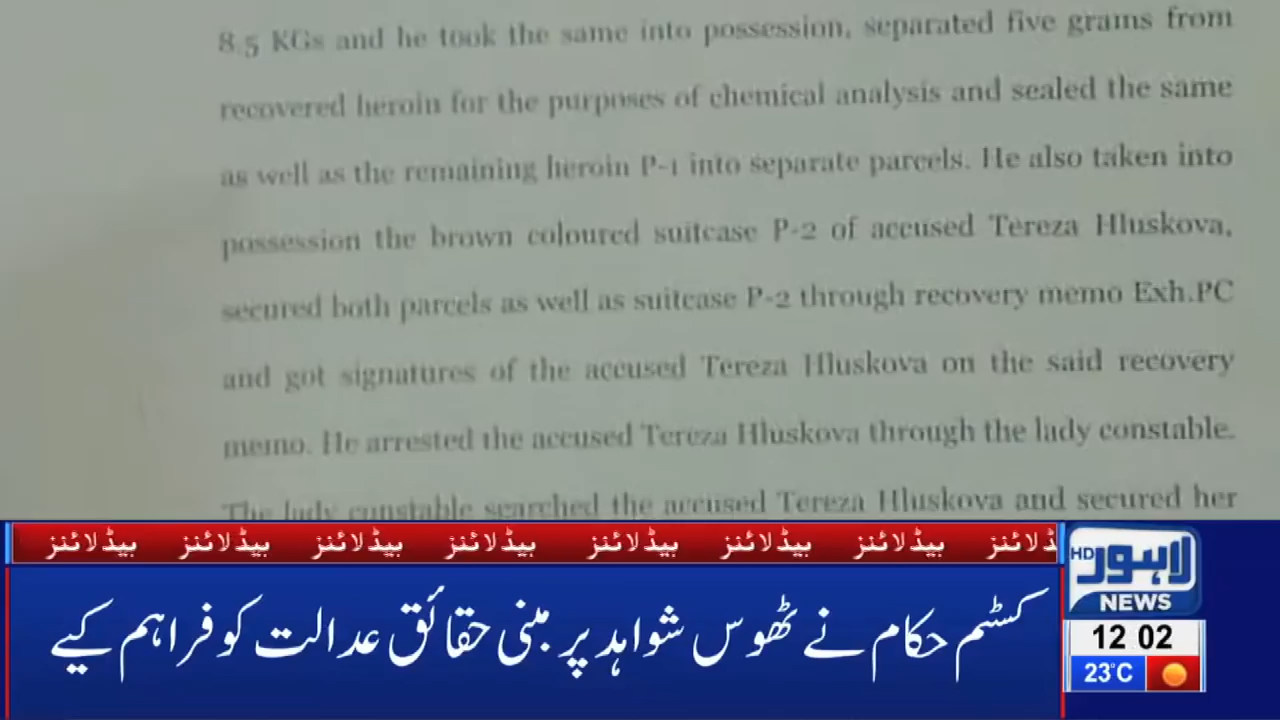 8.5 KGs and he took the same into possession, separated five grams from
recovered heroin for the purposes of chemical analysis and sealed the same
as well as the remaining heroin P-1 into separate parcels. He also taken into
possession the brown coloured suitcase P-2 of accused Tereza Hluskova,
secured both parcels as well as suitcase P-2 through recovery memo Exh.PC
and got signatures of the accused Tereza Hluskova on the said recovery
memo. He arrested the accused Tereza Hluskova through the lady constable.
The lady constable searched the accused Tereza Hluskova and secured her
ہیڈلائنز ہیڈلائنز ہیڈلائنز ہیڈلائنز ہیڈلائنز ہیڈلائنز ہیڈلائنز ڈلائنز
HD لاہور
NEWS
کسٹم حکام نے ٹھوس شواہد پر مبنی حقائق عدالت کو فراہم کیے
12 02
23°C